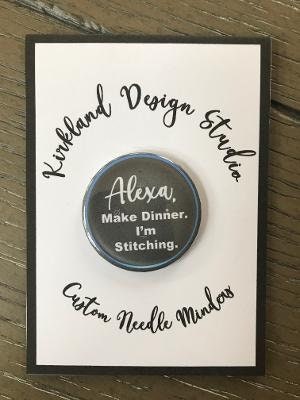 Kirkland Design Studio
Alexa,
Make Dinner.
I'm
Stitching.
Custom Needle Minders